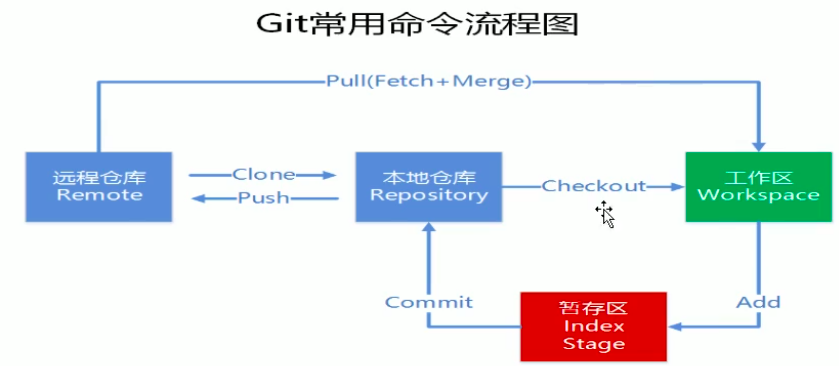 Git常用命令流程图
Pull(Fetch+Merge)
远程仓库
Remote
Clone
Push
本地仓库
Repository
Checkout
工作区
Workspace
Commit
暂存区
Index
Stage
Add